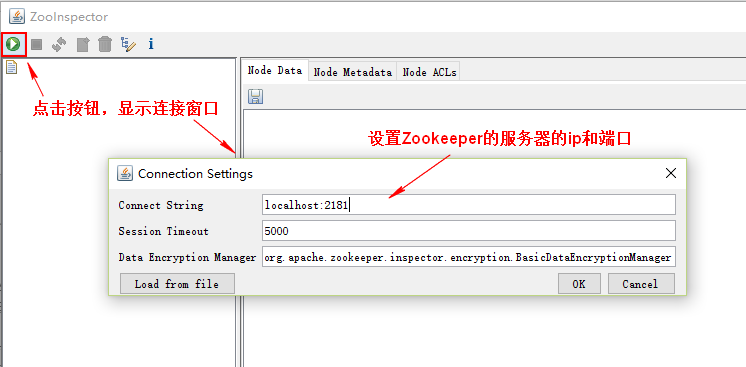 ZooInspector
Node Data
Node Metadata
Node ACLs
点击按钮，显示连接窗口
设置Zookeeper的服务器的ip和端口
Connection Settings
Connect String
localhost:2181
Session Timeout
5000
Data Encryption Manager
org.apache.zookeeper.inspector.encryption.BasicDataEncryptionManager
Load from file
OK
Cancel